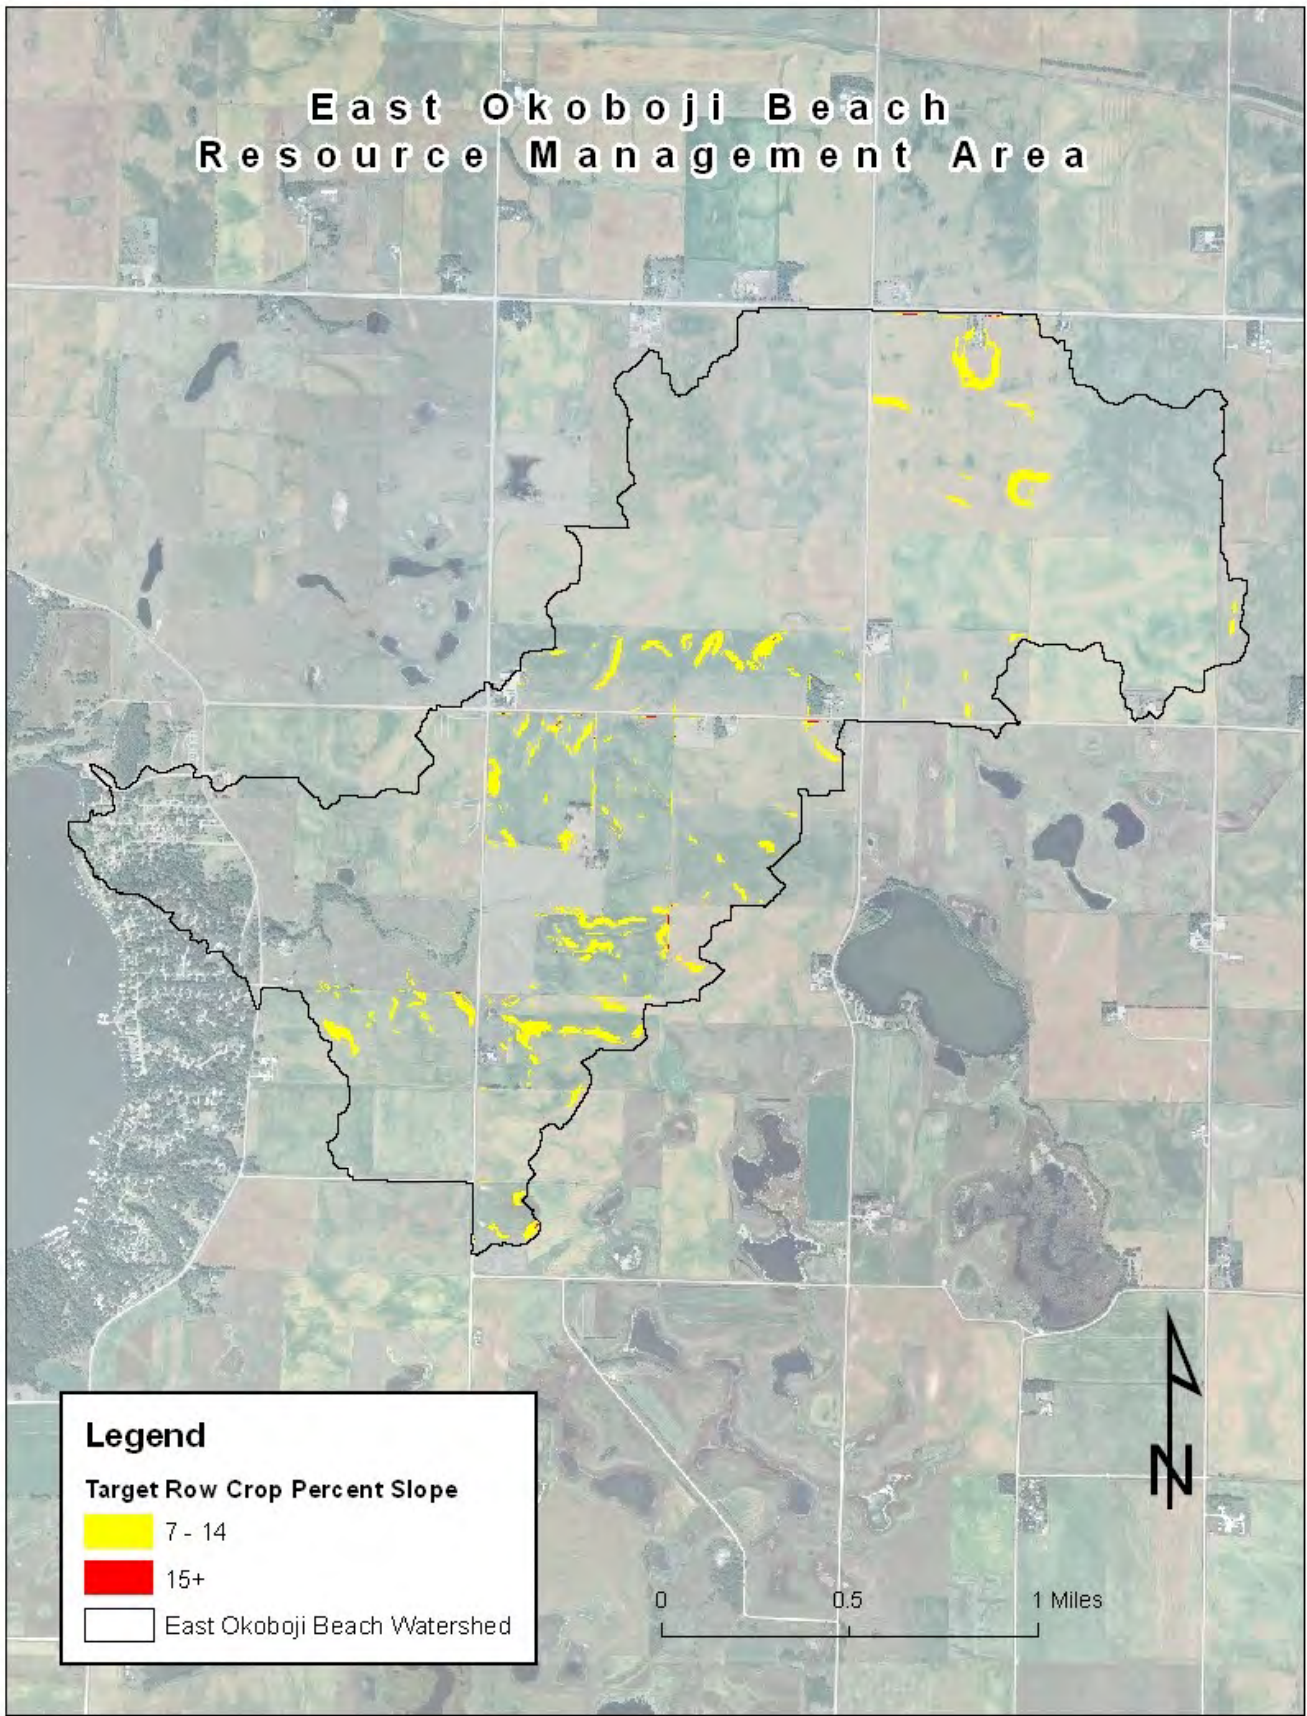 East Okoboji Beach
Resource Management Area
N
Legend
Target Row Crop Percent Slope
7 - 14
15+
East Okoboji Beach Watershed
0 0.5 1 Miles